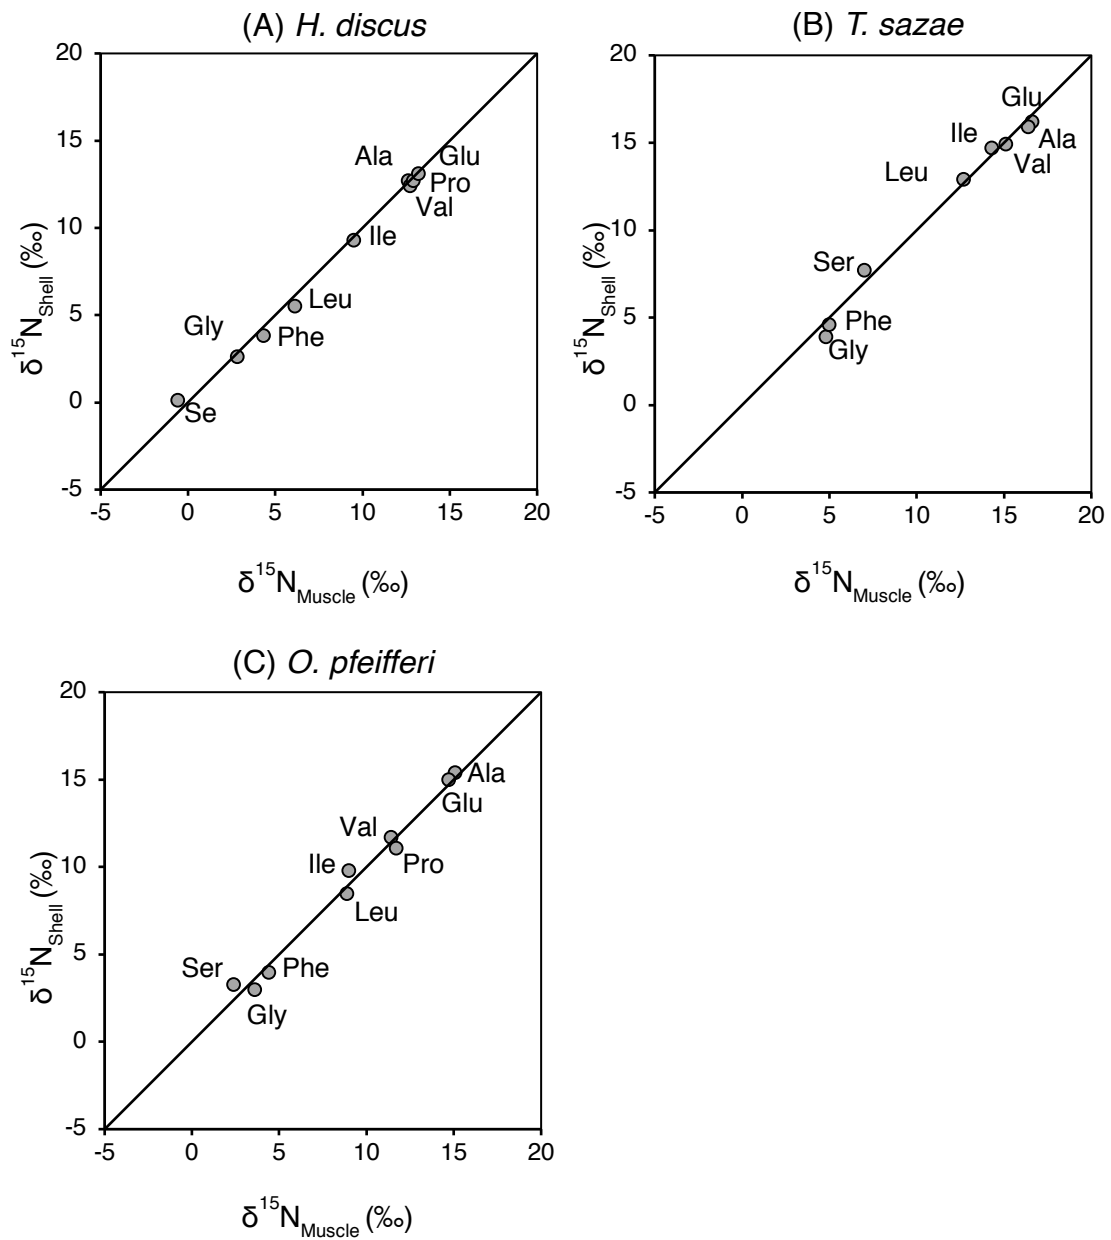 (A) H. discus
20
15
10
5
0
-5
-5 0 5 10 15 20
Ala
Glu
Pro
Val
Ile
Leu
Gly
Phe
Se
δ15NShell (‰)
δ15NMuscle (‰)
(B) T. sazae
20
15
10
5
0
-5
-5 0 5 10 15 20
Glu
Ile
Ala
Val
Leu
Ser
Phe
Gly
δ15NShell (‰)
δ15NMuscle (‰)
(C) O. pfeifferi
20
15
10
5
0
-5
-5 0 5 10 15 20
Ala
Glu
Val
Pro
Ile
Leu
Ser
Phe
Gly
δ15NShell (‰)
δ15NMuscle (‰)